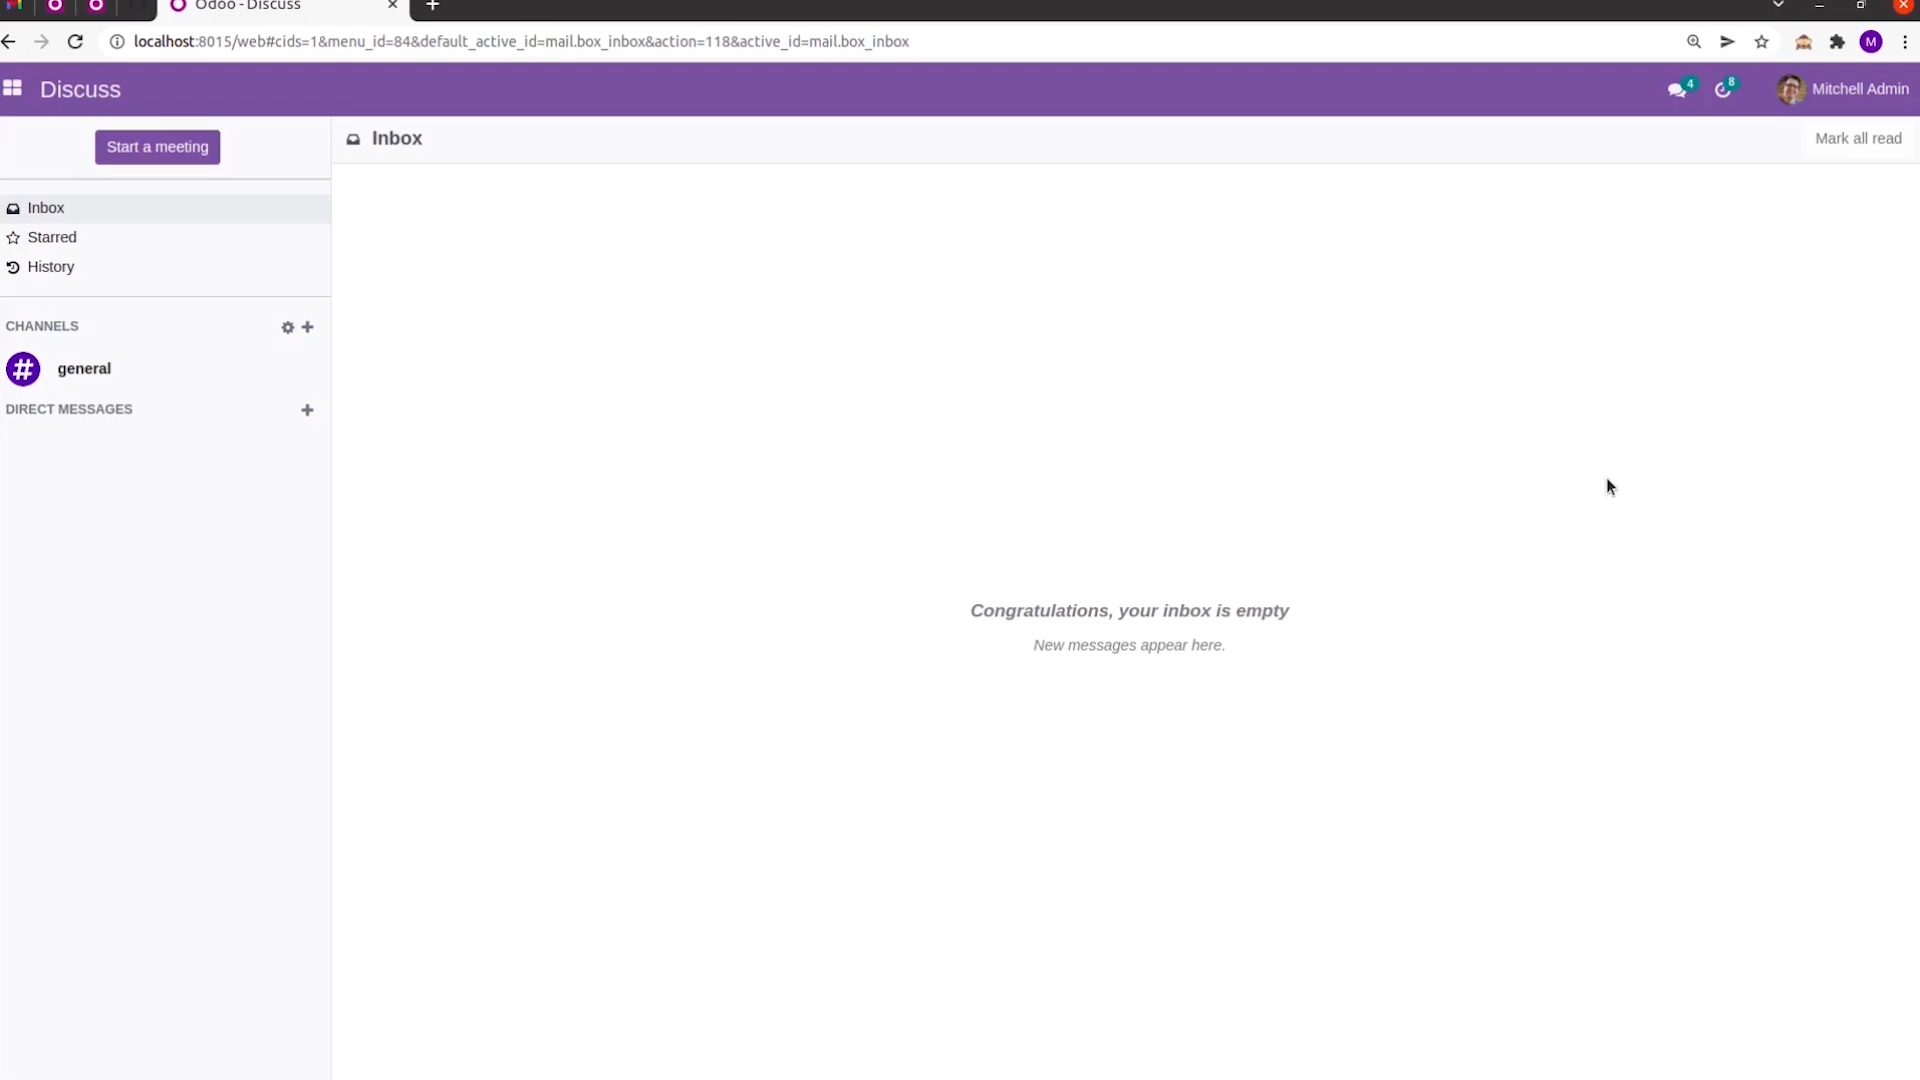 Odoo - Discuss
localhost:8015/web#cids=1&menu_id=84&default_active_id=mail.box_inbox&action=118&active_id=mail.box_inbox
M
Discuss
4
8
Mitchell Admin
Start a meeting
Inbox
Mark all read
Inbox
Starred
History
CHANNELS
general
DIRECT MESSAGES
Congratulations, your inbox is empty
New messages appear here.